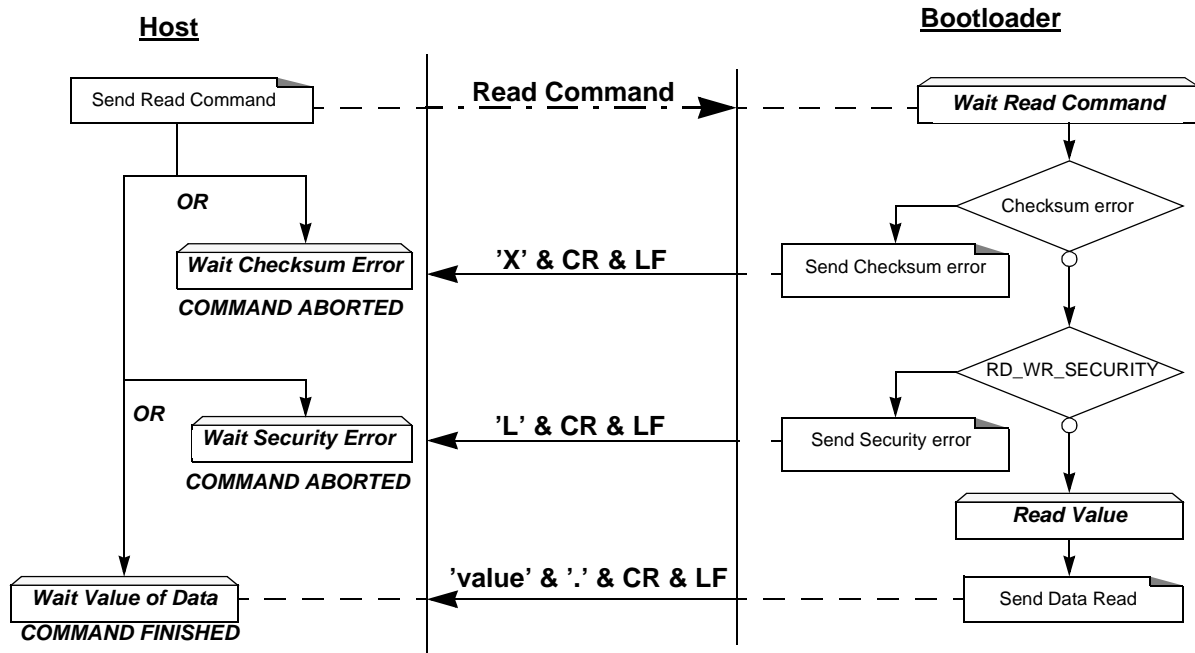 Host
Bootloader
Send Read Command
Read Command
Wait Read Command
OR
Checksum error
Wait Checksum Error
’X’ & CR & LF
Send Checksum error
COMMAND ABORTED
RD_WR_SECURITY
OR
Wait Security Error
’L’ & CR & LF
Send Security error
COMMAND ABORTED
Read Value
’value’ & ’.’ & CR & LF
Wait Value of Data
Send Data Read
COMMAND FINISHED